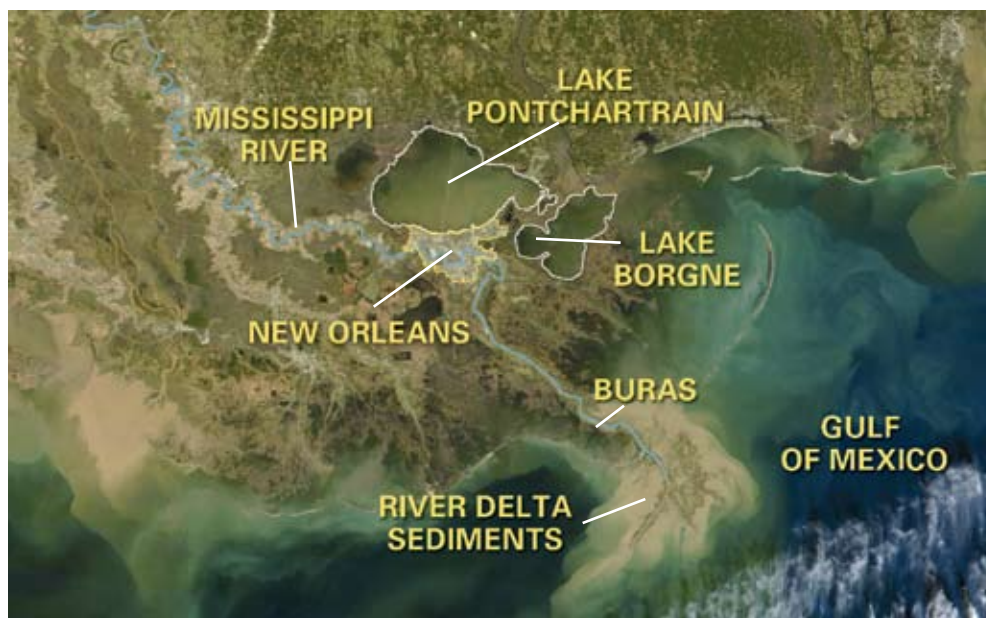 LAKE
PONTCHARTRAIN
MISSISSIPPI
RIVER
LAKE
BORGNE
NEW ORLEANS
BURAS
GULF
OF MEXICO
RIVER DELTA
SEDIMENTS